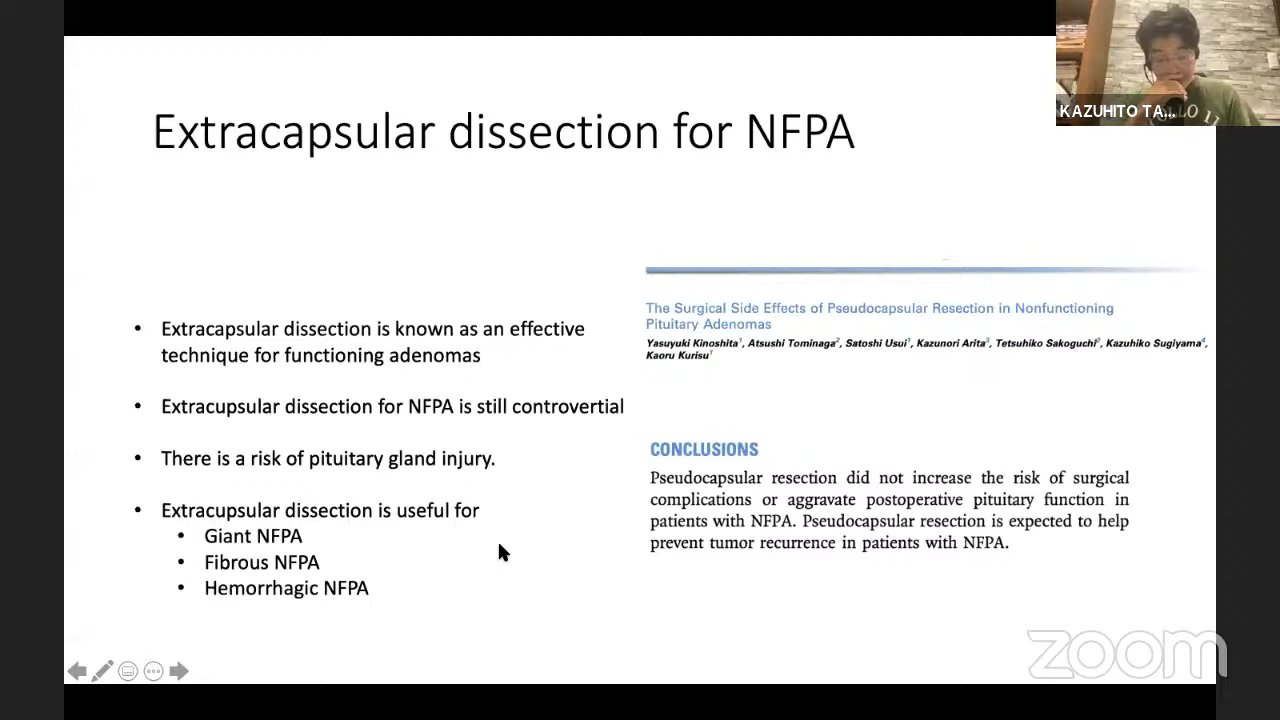 KAZUHITO TA...
Extracapsular dissection for NFPA
• Extracapsular dissection is known as an effective
technique for functioning adenomas
• Extracupsular dissection for NFPA is still controvertial
• There is a risk of pituitary gland injury.
• Extracupsular dissection is useful for
• Giant NFPA
• Fibrous NFPA
• Hemorrhagic NFPA
The Surgical Side Effects of Pseudocapsular Resection in Nonfunctioning
Pituitary Adenomas
Yasuyuki Kinoshita1, Atsushi Tominaga2, Satoshi Usui1, Kazunori Arita3, Tetsuhiko Sakoguchi2, Kazuhiko Sugiyama4,
Kaoru Kurisu1
CONCLUSIONS
Pseudocapsular resection did not increase the risk of surgical
complications or aggravate postoperative pituitary function in
patients with NFPA. Pseudocapsular resection is expected to help
prevent tumor recurrence in patients with NFPA.
zoom